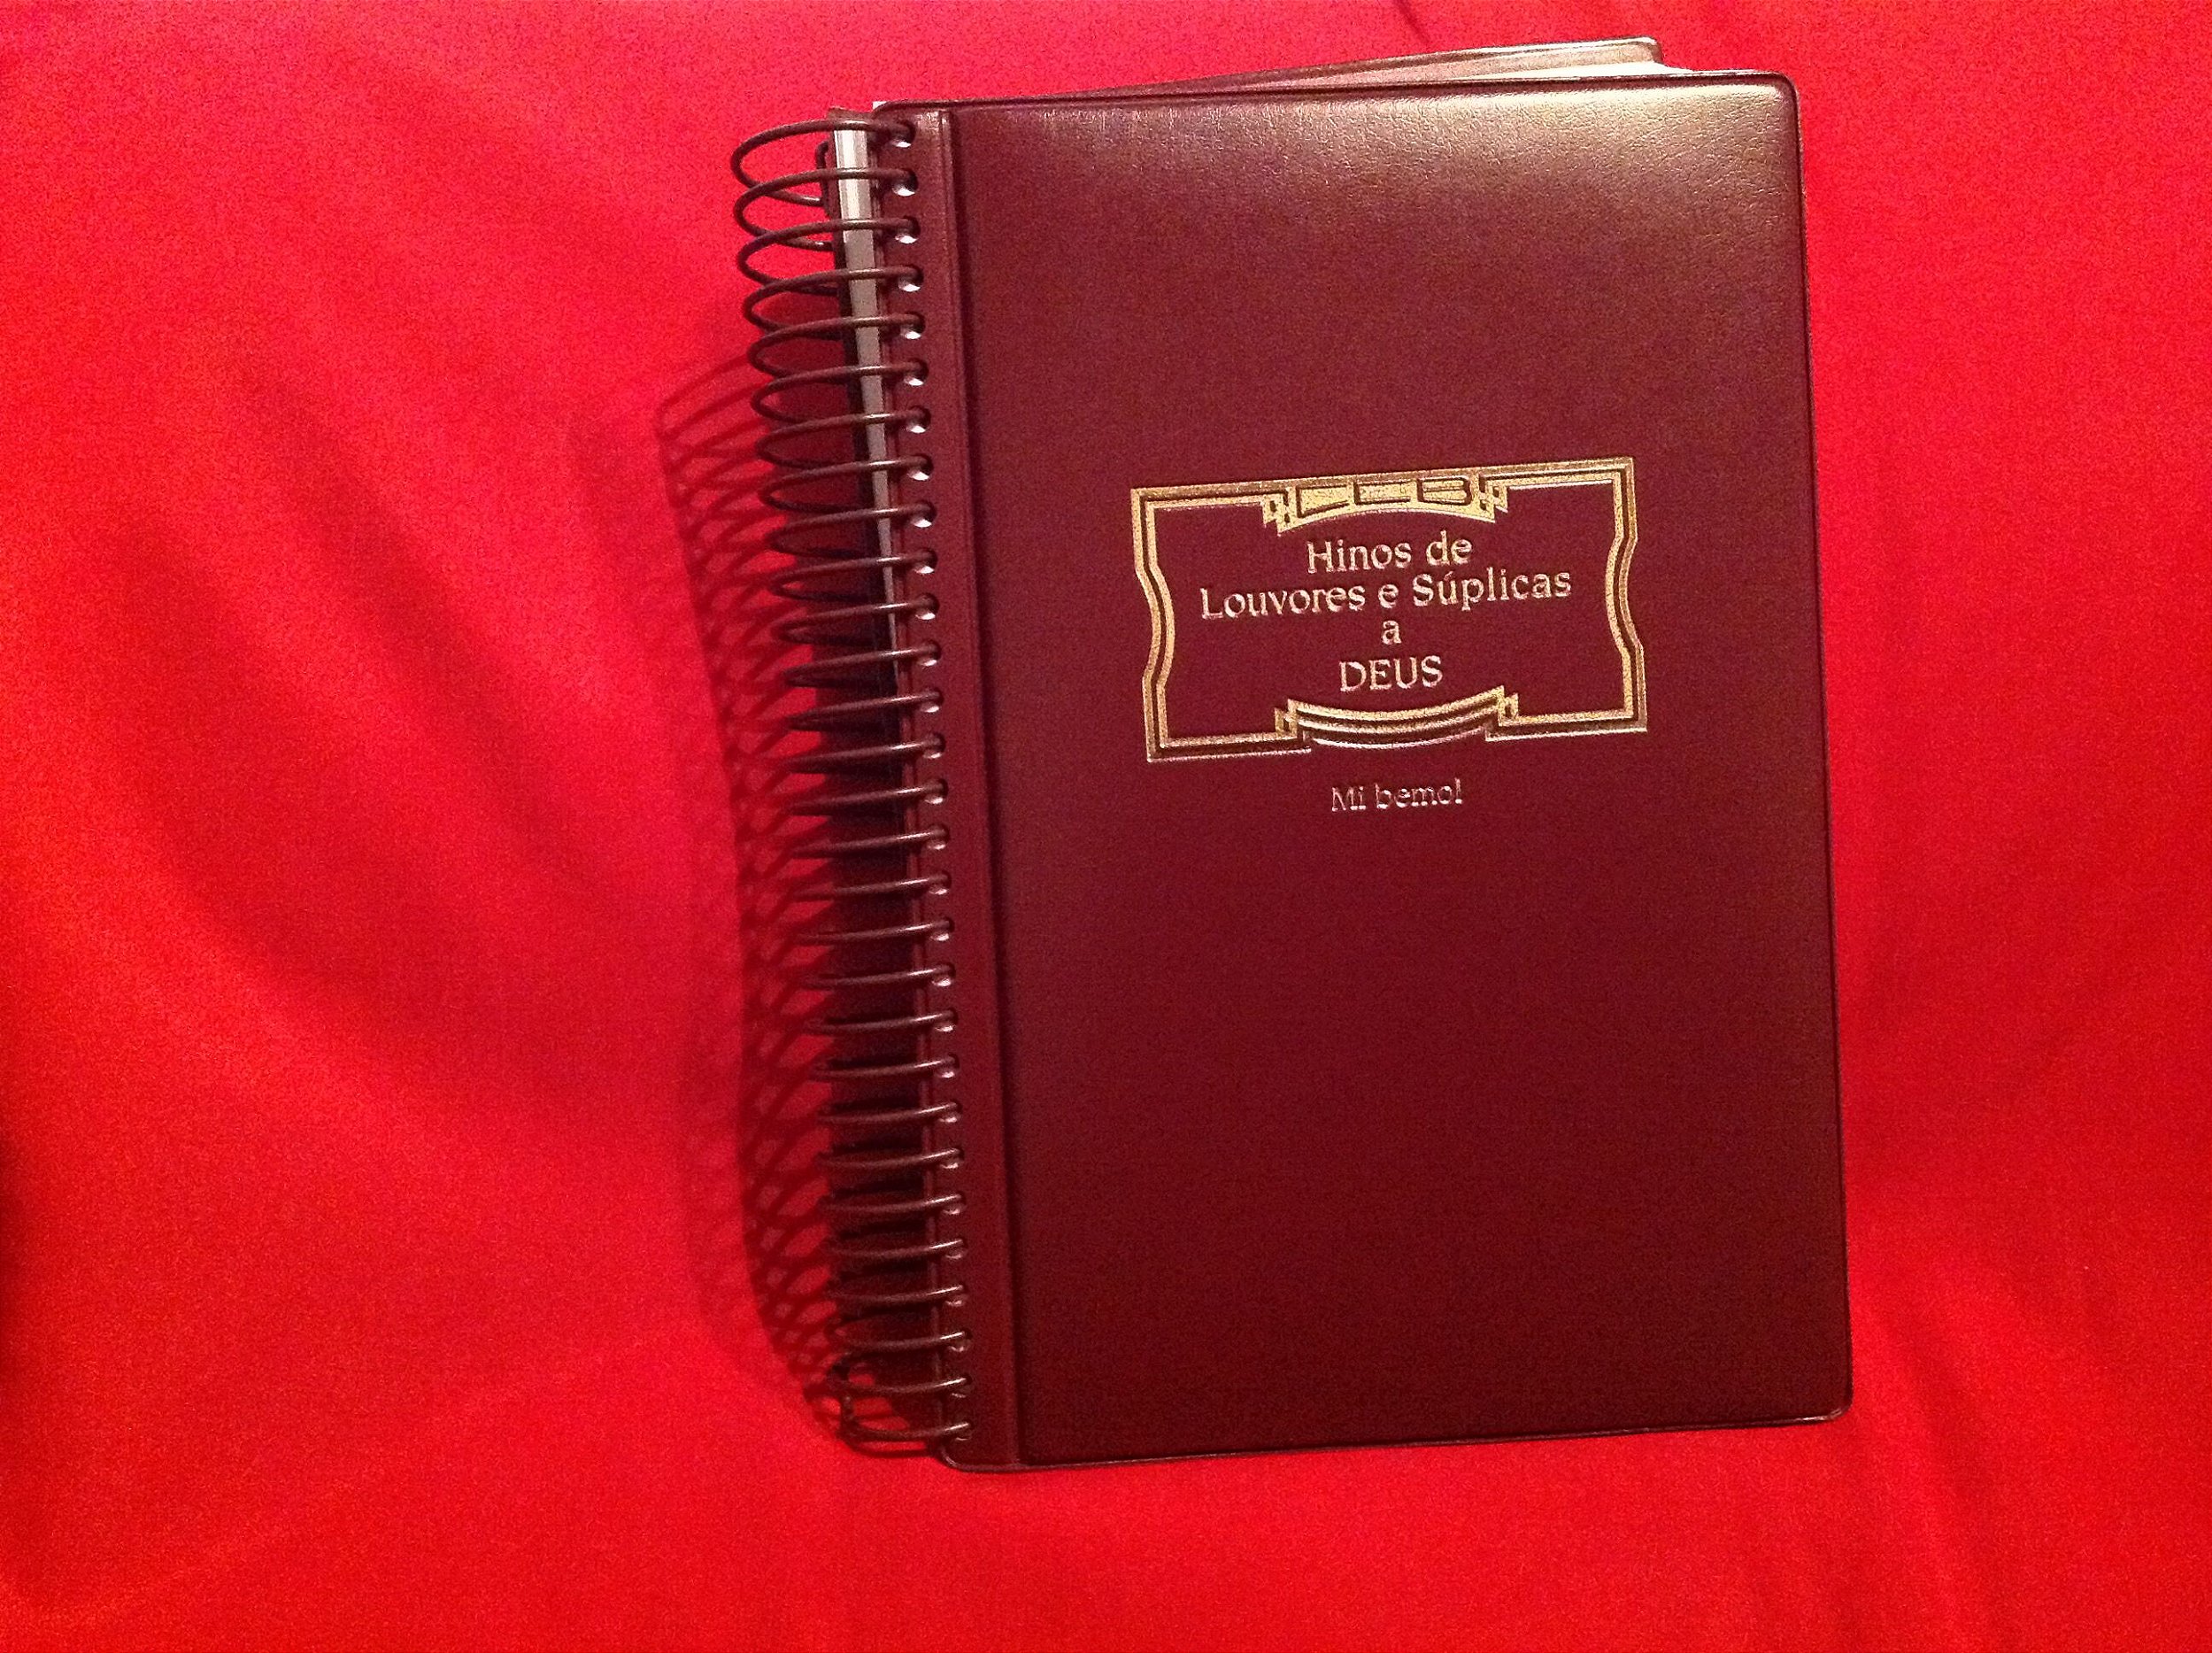 CCB
Hinos de
Louvores e Súplicas
a
DEUS
Mi bemol